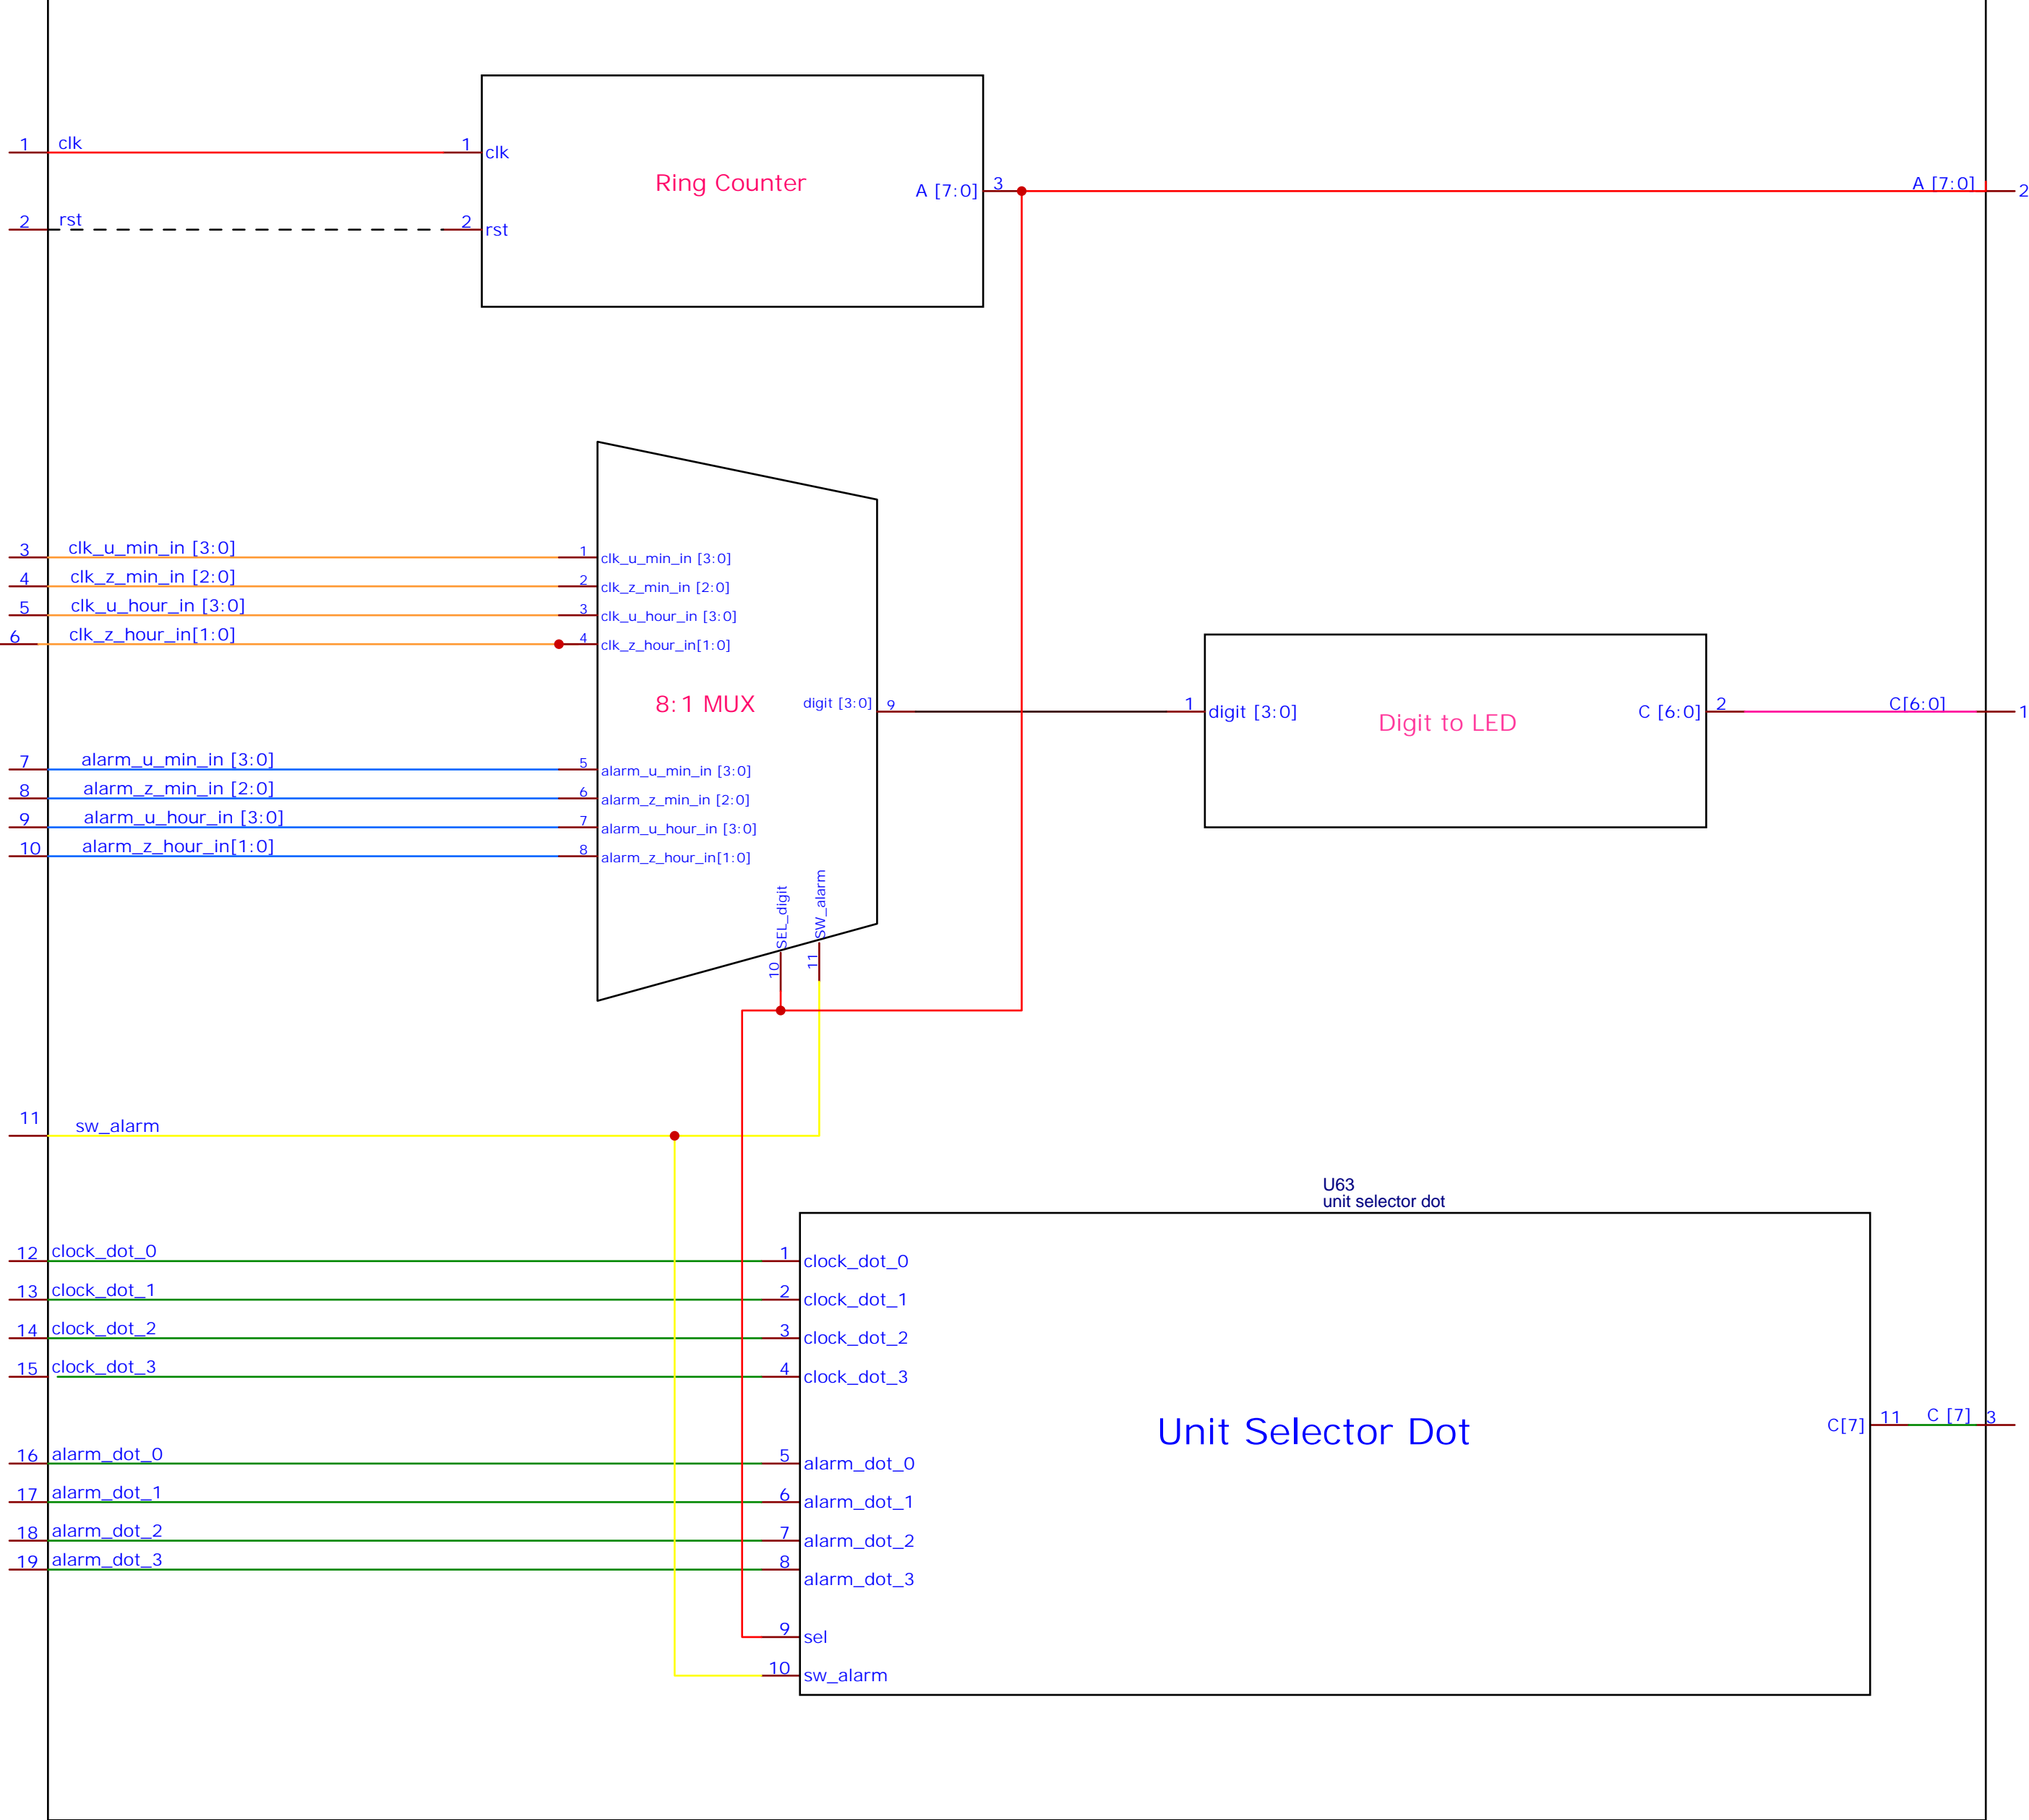 1 clk 1 clk
Ring Counter
A [7:0] 3 A [7:0] 2
2 rst 2 rst
3 clk_u_min_in [3:0] 1 clk_u_min_in [3:0]
4 clk_z_min_in [2:0] 2 clk_z_min_in [2:0]
5 clk_u_hour_in [3:0] 3 clk_u_hour_in [3:0]
6 clk_z_hour_in[1:0] 4 clk_z_hour_in[1:0]
8:1 MUX
digit [3:0] 9
1 digit [3:0]
Digit to LED
C [6:0] 2 C[6:0] 1
7 alarm_u_min_in [3:0] 5 alarm_u_min_in [3:0]
8 alarm_z_min_in [2:0] 6 alarm_z_min_in [2:0]
9 alarm_u_hour_in [3:0] 7 alarm_u_hour_in [3:0]
10 alarm_z_hour_in[1:0] 8 alarm_z_hour_in[1:0]
SEL_digit
10
SW_alarm
11
11 sw_alarm
U63
unit selector dot
12 clock_dot_0 1 clock_dot_0
13 clock_dot_1 2 clock_dot_1
14 clock_dot_2 3 clock_dot_2
15 clock_dot_3 4 clock_dot_3
Unit Selector Dot
C[7] 11 C [7] 3
16 alarm_dot_0 5 alarm_dot_0
17 alarm_dot_1 6 alarm_dot_1
18 alarm_dot_2 7 alarm_dot_2
19 alarm_dot_3 8 alarm_dot_3
9 sel
10 sw_alarm